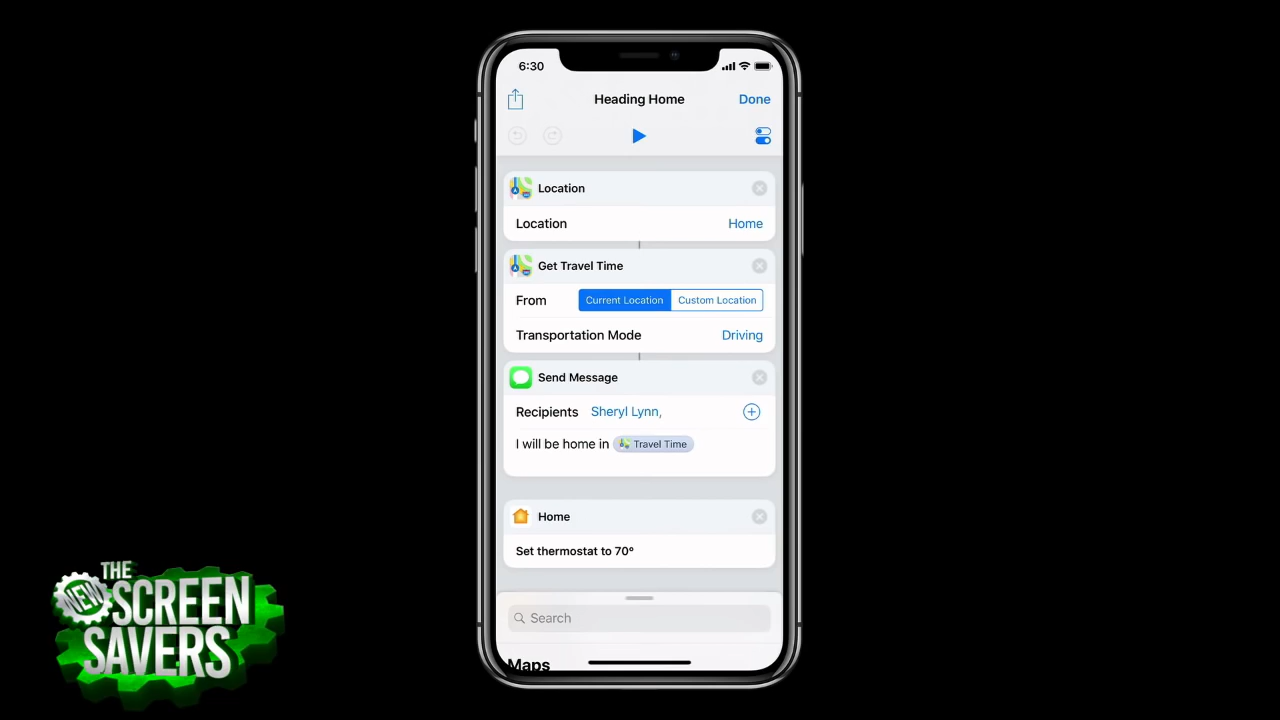 6:30
Heading Home Done
Location
Location Home
Get Travel Time
From Current Location Custom Location
Transportation Mode Driving
Send Message
Recipients Sheryl Lynn,
I will be home in Travel Time
Home
Set thermostat to 70°
Search
Maps
THE
NEW SCREEN
SAVERS